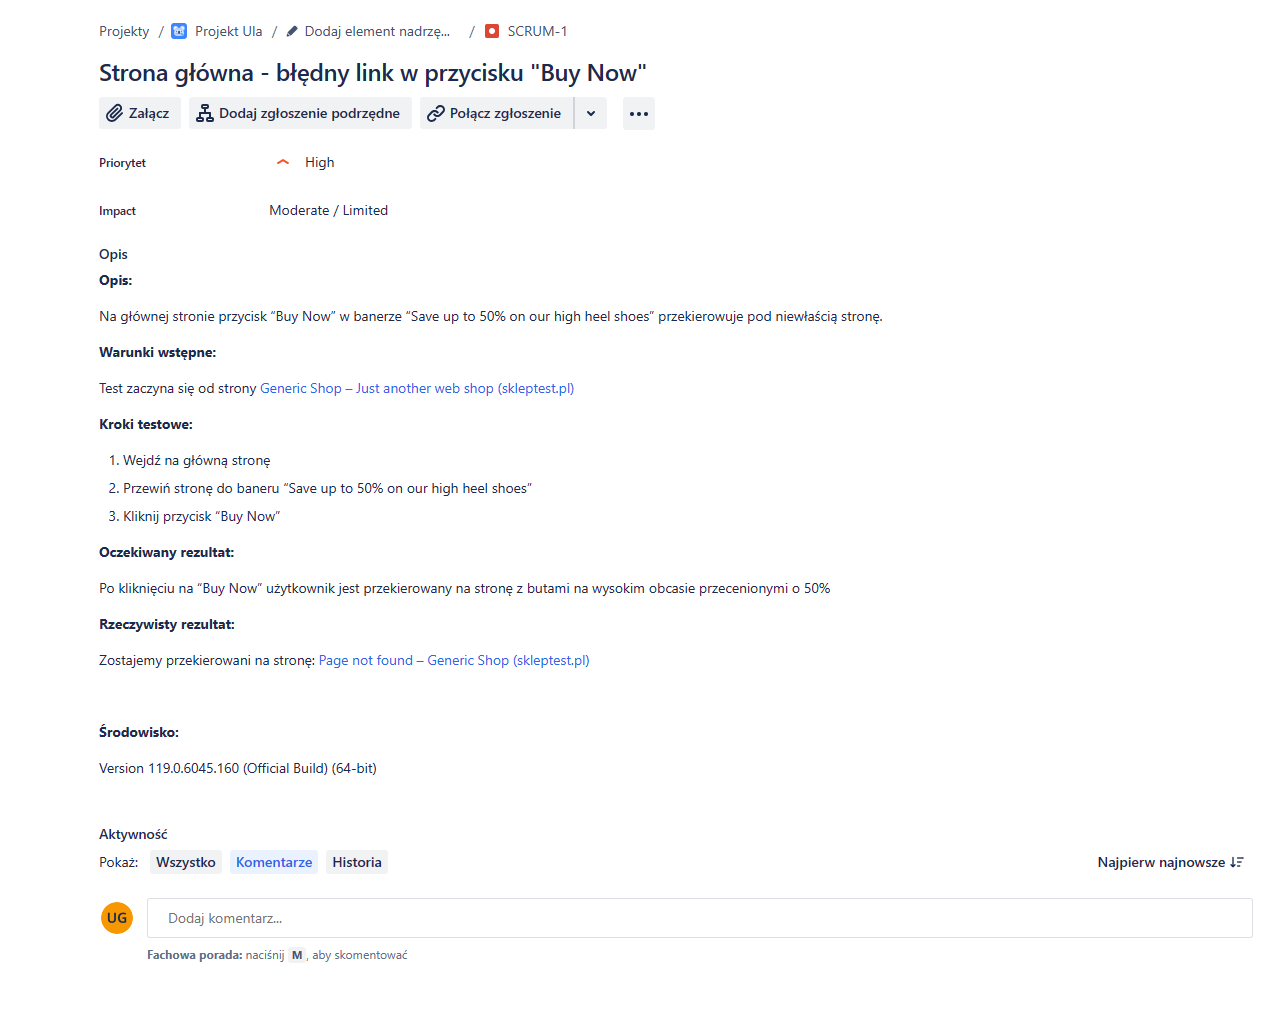 Projekty / Projekt Ula / Dodaj element nadrzę... / SCRUM-1
Strona główna - błędny link w przycisku "Buy Now"
Załącz Dodaj zgłoszenie podrzędne Połącz zgłoszenie
Priorytet High
Impact Moderate / Limited
Opis
Opis:
Na głównej stronie przycisk “Buy Now” w banerze “Save up to 50% on our high heel shoes” przekierowuje pod niewłaścią stronę.
Warunki wstępne:
Test zaczyna się od strony Generic Shop – Just another web shop (skleptest.pl)
Kroki testowe:
1. Wejdź na główną stronę
2. Przewiń stronę do baneru “Save up to 50% on our high heel shoes”
3. Kliknij przycisk “Buy Now”
Oczekiwany rezultat:
Po kliknięciu na “Buy Now” użytkownik jest przekierowany na stronę z butami na wysokim obcasie przecenionymi o 50%
Rzeczywisty rezultat:
Zostajemy przekierowani na stronę: Page not found – Generic Shop (skleptest.pl)
Środowisko:
Version 119.0.6045.160 (Official Build) (64-bit)
Aktywność
Pokaż: Wszystko Komentarze Historia Najpierw najnowsze
UG Dodaj komentarz...
Fachowa porada: naciśnij M , aby skomentować